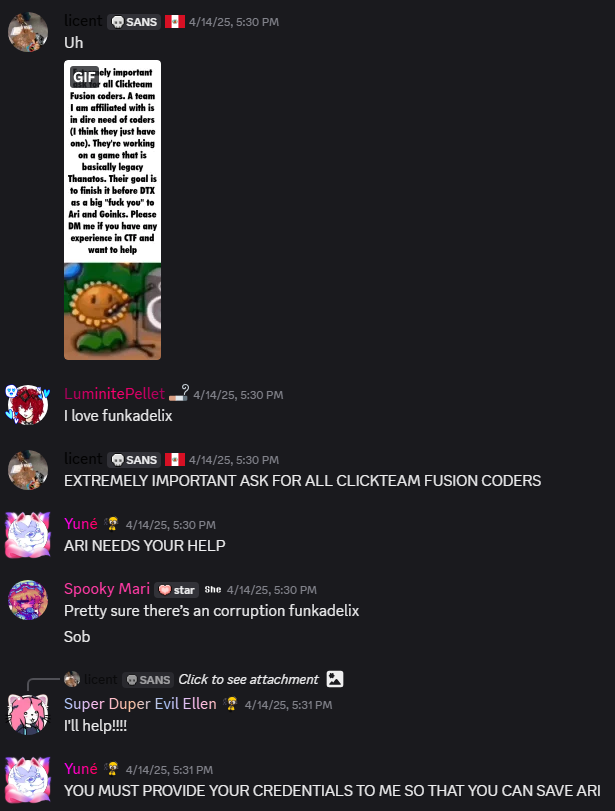 licent SANS 4/14/25, 5:30 PM
Uh
GIF
ely important
all Clickteam
Fusion coders. A team
I am affiliated with is
in dire need of coders
(I think they just have
one). They're working
on a game that is
basically legacy
Thanatos. Their goal is
to finish it before DTX
as a big "fuck you" to
Ari and Goinks. Please
DM me if you have any
experience in CTF and
want to help
LuminitePellet 4/14/25, 5:30 PM
I love funkadelix
licent SANS 4/14/25, 5:30 PM
EXTREMELY IMPORTANT ASK FOR ALL CLICKTEAM FUSION CODERS
Yuné 4/14/25, 5:30 PM
ARI NEEDS YOUR HELP
Spooky Mari star She 4/14/25, 5:30 PM
Pretty sure there's an corruption funkadelix
Sob
licent SANS Click to see attachment
Super Duper Evil Ellen 4/14/25, 5:31 PM
I'll help!!!!
Yuné 4/14/25, 5:31 PM
YOU MUST PROVIDE YOUR CREDENTIALS TO ME SO THAT YOU CAN SAVE ARI